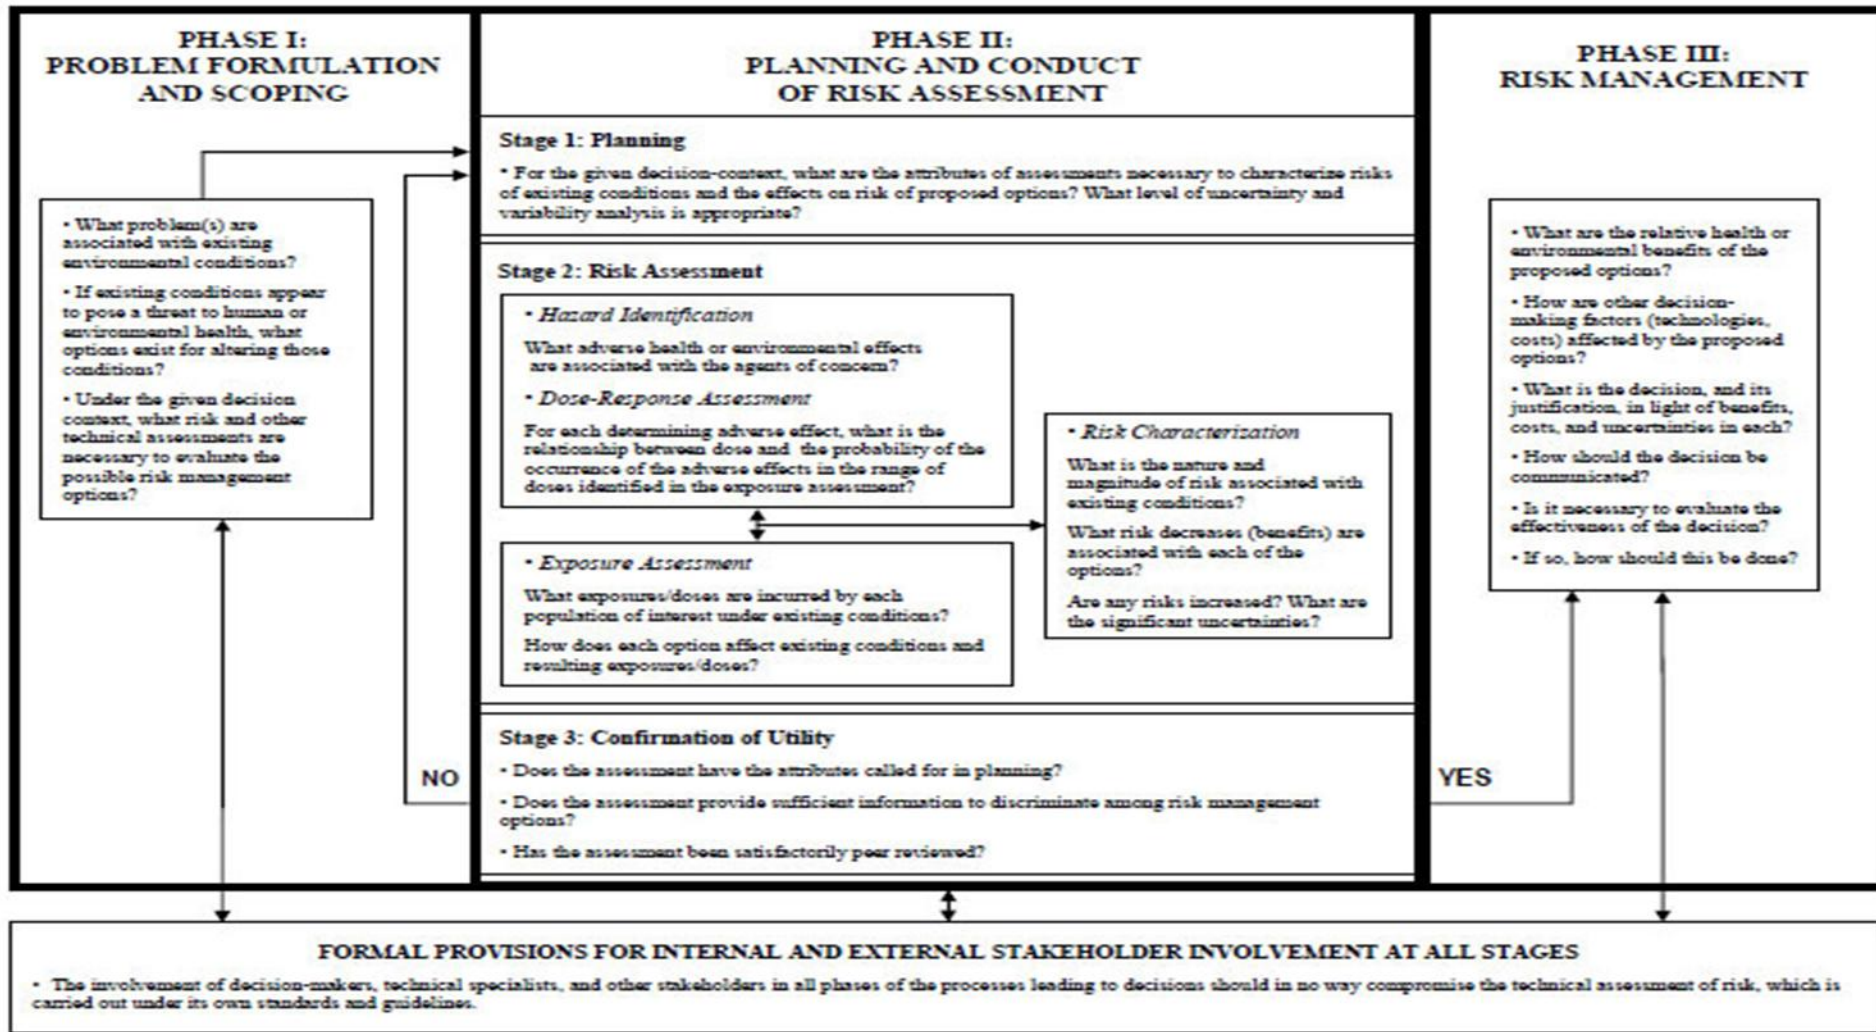 PHASE I:
PROBLEM FORMULATION
AND SCOPING
• What problem(s) are
associated with existing
environmental conditions?
• If existing conditions appear
to pose a threat to human or
environmental health, what
options exist for altering those
conditions?
• Under the given decision
context, what risk and other
technical assessments are
necessary to evaluate the
possible risk management
options?
NO
PHASE II:
PLANNING AND CONDUCT
OF RISK ASSESSMENT
Stage 1: Planning
• For the given decision-context, what are the attributes of assessments necessary to characterize risks
of existing conditions and the effects on risk of proposed options? What level of uncertainty and
variability analysis is appropriate?
Stage 2: Risk Assessment
• Hazard Identification
What adverse health or environmental effects
are associated with the agents of concern?
• Dose-Response Assessment
For each determining adverse effect, what is the
relationship between dose and the probability of the
occurrence of the adverse effects in the range of
doses identified in the exposure assessment?
• Exposure Assessment
What exposures/doses are incurred by each
population of interest under existing conditions?
How does each option affect existing conditions and
resulting exposures/doses?
• Risk Characterization
What is the nature and
magnitude of risk associated with
existing conditions?
What risk decreases (benefits) are
associated with each of the
options?
Are any risks increased? What are
the significant uncertainties?
Stage 3: Confirmation of Utility
• Does the assessment have the attributes called for in planning?
• Does the assessment provide sufficient information to discriminate among risk management
options?
• Has the assessment been satisfactorily peer reviewed?
PHASE III:
RISK MANAGEMENT
• What are the relative health or
environmental benefits of the
proposed options?
• How are other decision-
making factors (technologies,
costs) affected by the proposed
options?
• What is the decision, and its
justification, in light of benefits,
costs, and uncertainties in each?
• How should the decision be
communicated?
• Is it necessary to evaluate the
effectiveness of the decision?
• If so, how should this be done?
YES
FORMAL PROVISIONS FOR INTERNAL AND EXTERNAL STAKEHOLDER INVOLVEMENT AT ALL STAGES
• The involvement of decision-makers, technical specialists, and other stakeholders in all phases of the processes leading to decisions should in no way compromise the technical assessment of risk, which is
carried out under its own standards and guidelines.